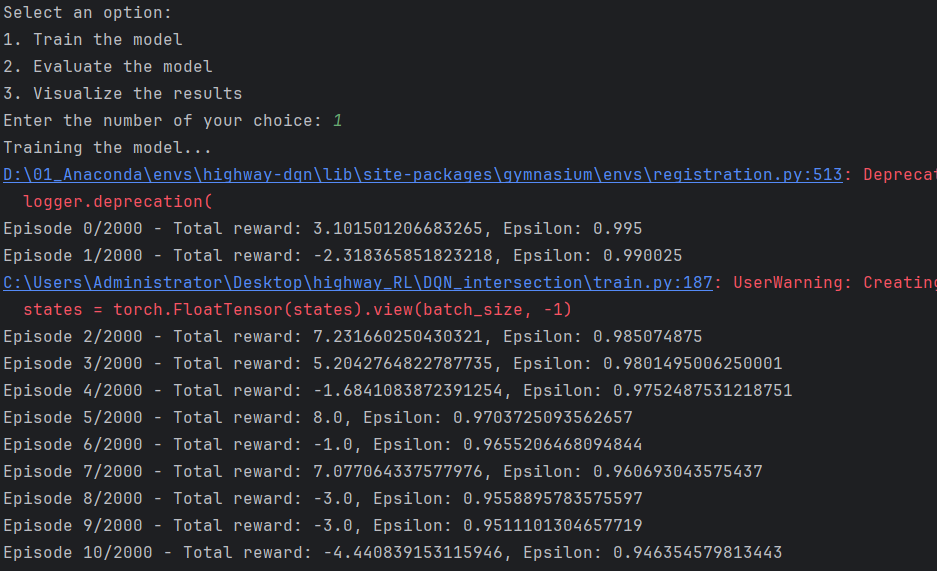 Select an option:
1. Train the model
2. Evaluate the model
3. Visualize the results
Enter the number of your choice: 1
Training the model...
D:\01_Anaconda\envs\highway-dqn\lib\site-packages\gymnasium\envs\registration.py:513: Deprecat
  logger.deprecation(
Episode 0/2000 - Total reward: 3.101501206683265, Epsilon: 0.995
Episode 1/2000 - Total reward: -2.318365851823218, Epsilon: 0.990025
C:\Users\Administrator\Desktop\highway_RL\DQN_intersection\train.py:187: UserWarning: Creating
  states = torch.FloatTensor(states).view(batch_size, -1)
Episode 2/2000 - Total reward: 7.231660250430321, Epsilon: 0.985074875
Episode 3/2000 - Total reward: 5.2042764822787735, Epsilon: 0.9801495006250001
Episode 4/2000 - Total reward: -1.6841083872391254, Epsilon: 0.9752487531218751
Episode 5/2000 - Total reward: 8.0, Epsilon: 0.9703725093562657
Episode 6/2000 - Total reward: -1.0, Epsilon: 0.9655206468094844
Episode 7/2000 - Total reward: 7.077064337577976, Epsilon: 0.960693043575437
Episode 8/2000 - Total reward: -3.0, Epsilon: 0.9558895783575597
Episode 9/2000 - Total reward: -3.0, Epsilon: 0.9511101304657719
Episode 10/2000 - Total reward: -4.440839153115946, Epsilon: 0.946354579813443